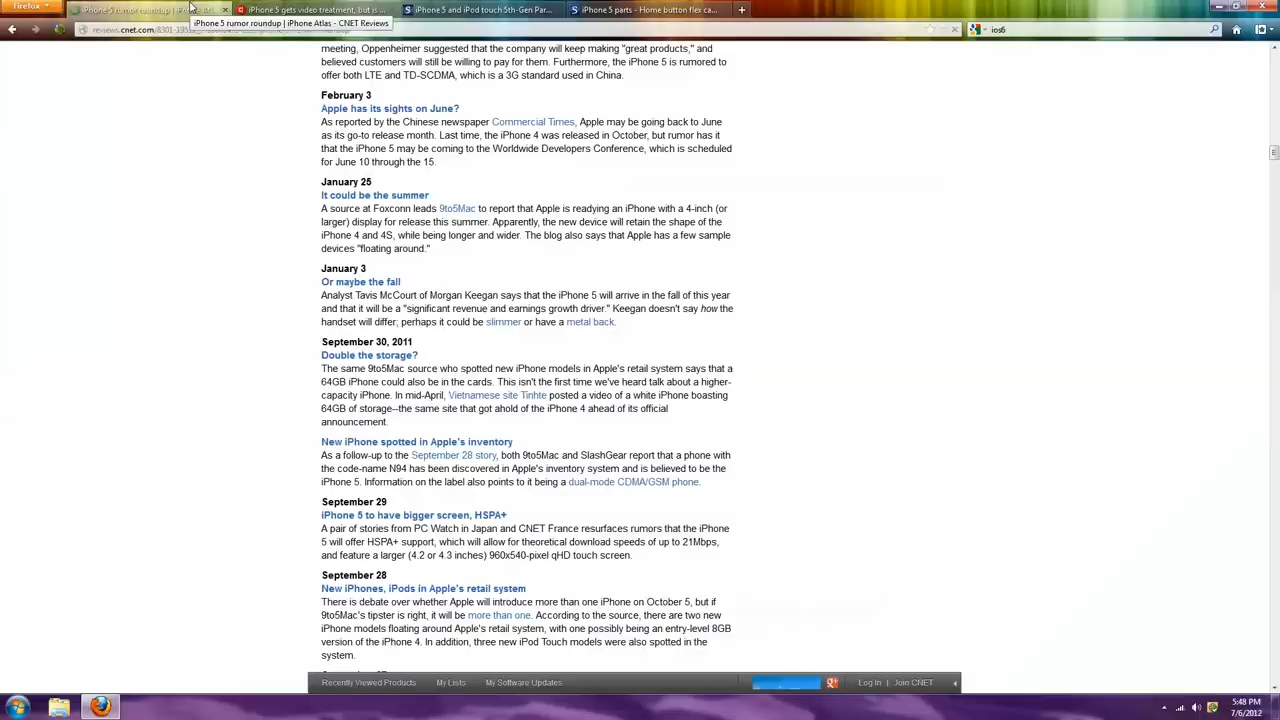 Firefox
iPhone 5 rumor roundup | iPhone Atl...
iPhone 5 gets video treatment, but is ...
iPhone 5 and iPod touch 5th-Gen Par...
iPhone 5 parts - Home button flex ca...
iPhone 5 rumor roundup | iPhone Atlas - CNET Reviews
reviews.cnet.com/8301-
ios6
meeting, Oppenheimer suggested that the company will keep making "great products," and
believed customers will still be willing to pay for them. Furthermore, the iPhone 5 is rumored to
offer both LTE and TD-SCDMA, which is a 3G standard used in China.
February 3
Apple has its sights on June?
As reported by the Chinese newspaper Commercial Times, Apple may be going back to June
as its go-to release month. Last time, the iPhone 4 was released in October, but rumor has it
that the iPhone 5 may be coming to the Worldwide Developers Conference, which is scheduled
for June 10 through the 15.
January 25
It could be the summer
A source at Foxconn leads 9to5Mac to report that Apple is readying an iPhone with a 4-inch (or
larger) display for release this summer. Apparently, the new device will retain the shape of the
iPhone 4 and 4S, while being longer and wider. The blog also says that Apple has a few sample
devices "floating around."
January 3
Or maybe the fall
Analyst Tavis McCourt of Morgan Keegan says that the iPhone 5 will arrive in the fall of this year
and that it will be a "significant revenue and earnings growth driver." Keegan doesn't say how the
handset will differ; perhaps it could be slimmer or have a metal back.
September 30, 2011
Double the storage?
The same 9to5Mac source who spotted new iPhone models in Apple's retail system says that a
64GB iPhone could also be in the cards. This isn't the first time we've heard talk about a higher-
capacity iPhone. In mid-April, Vietnamese site Tinhte posted a video of a white iPhone boasting
64GB of storage--the same site that got ahold of the iPhone 4 ahead of its official
announcement.
New iPhone spotted in Apple's inventory
As a follow-up to the September 28 story, both 9to5Mac and SlashGear report that a phone with
the code-name N94 has been discovered in Apple's inventory system and is believed to be the
iPhone 5. Information on the label also points to it being a dual-mode CDMA/GSM phone.
September 29
iPhone 5 to have bigger screen, HSPA+
A pair of stories from PC Watch in Japan and CNET France resurfaces rumors that the iPhone
5 will offer HSPA+ support, which will allow for theoretical download speeds of up to 21Mbps,
and feature a larger (4.2 or 4.3 inches) 960x540-pixel qHD touch screen.
September 28
New iPhones, iPods in Apple's retail system
There is debate over whether Apple will introduce more than one iPhone on October 5, but if
9to5Mac's tipster is right, it will be more than one. According to the source, there are two new
iPhone models floating around Apple's retail system, with one possibly being an entry-level 8GB
version of the iPhone 4. In addition, three new iPod Touch models were also spotted in the
system.
Recently Viewed Products My Lists My Software Updates Log In | Join CNET
5:48 PM
7/6/2012